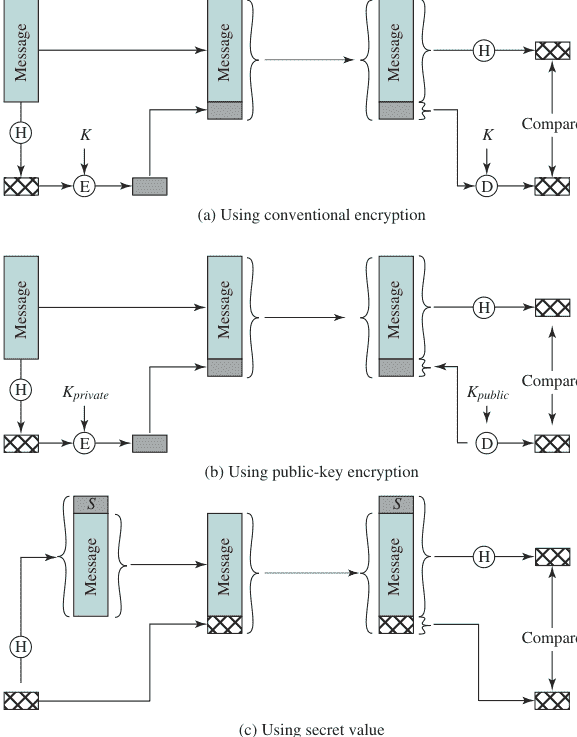 Message
Message
Message
H
H
K
K
E
D
Compare
(a) Using conventional encryption
Message
Message
Message
H
H
Kprivate
Kpublic
E
D
Compare
(b) Using public-key encryption
S
S
Message
Message
Message
H
H
Compare
(c) Using secret value